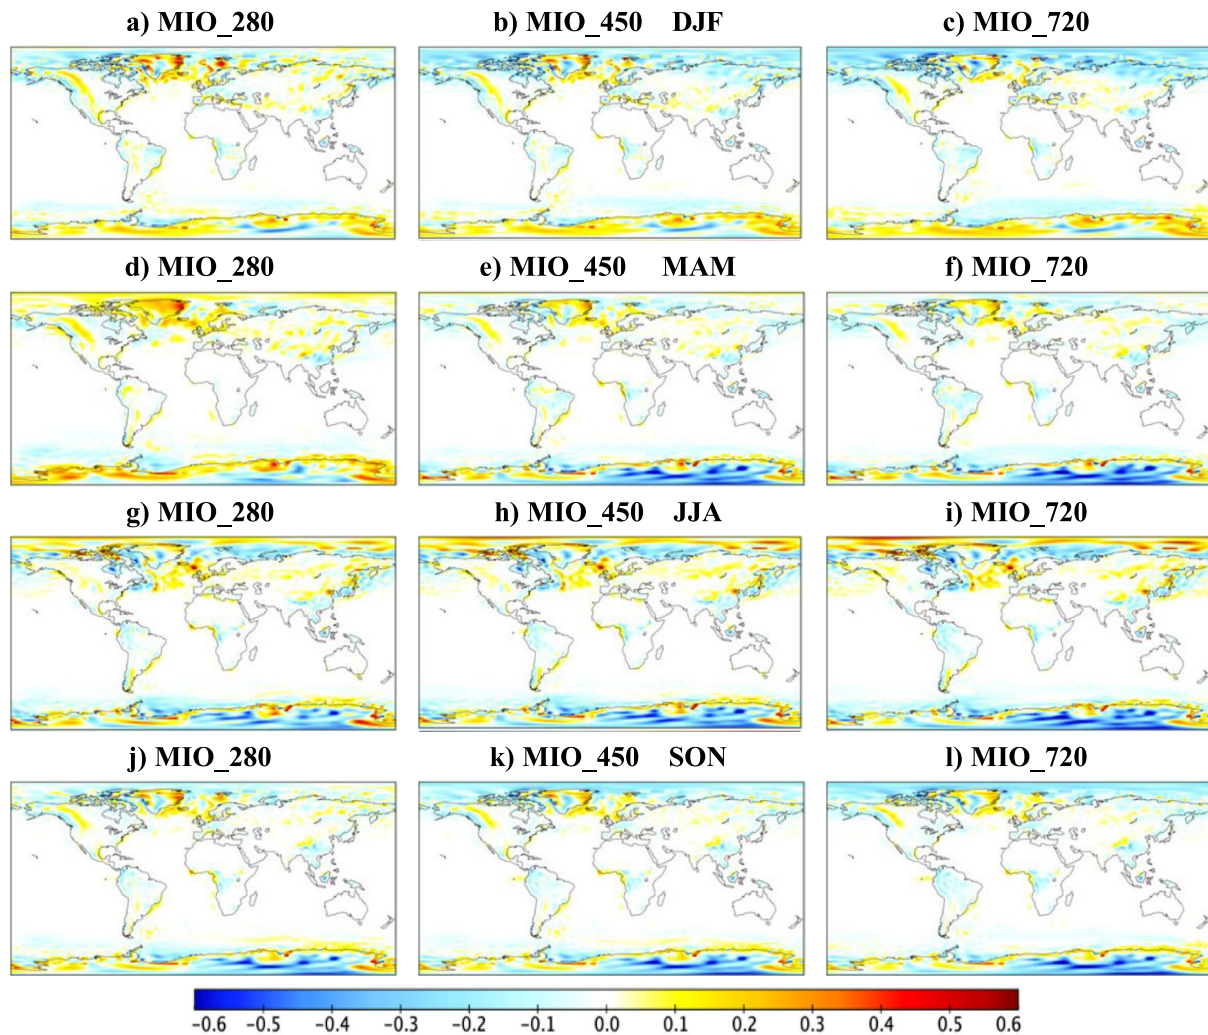 a) MIO_280 b) MIO_450 DJF c) MIO_720
d) MIO_280 e) MIO_450 MAM f) MIO_720
g) MIO_280 h) MIO_450 JJA i) MIO_720
j) MIO_280 k) MIO_450 SON l) MIO_720
−0.6 −0.5 −0.4 −0.3 −0.2 −0.1 0.0 0.1 0.2 0.3 0.4 0.5 0.6